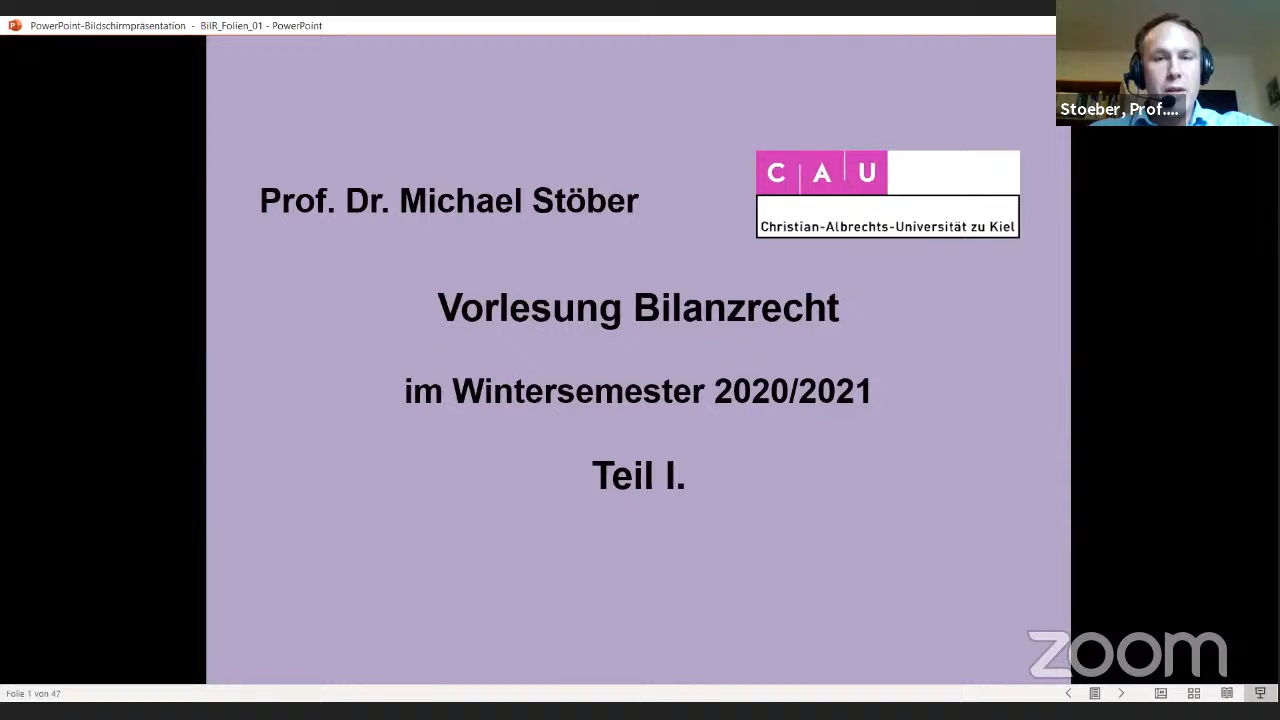 PowerPoint-Bildschirmpräsentation - BilR_Folien_01 - PowerPoint
Stoeber, Prof....
Prof. Dr. Michael Stöber
CAU
Christian-Albrechts-Universität zu Kiel
Vorlesung Bilanzrecht
im Wintersemester 2020/2021
Teil I.
zoom
Folie 1 von 47